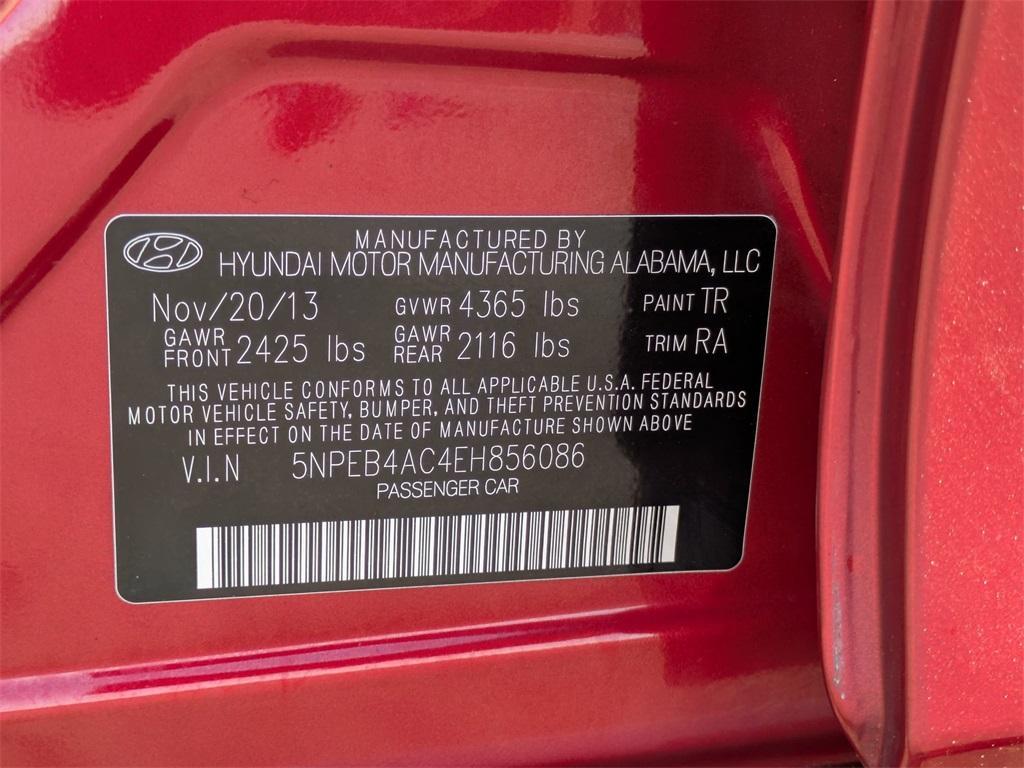 MANUFACTURED BY
HYUNDAI MOTOR MANUFACTURING ALABAMA, LLC
Nov/20/13 GVWR 4365 lbs PAINT TR
GAWR FRONT 2425 lbs GAWR REAR 2116 lbs TRIM RA
THIS VEHICLE CONFORMS TO ALL APPLICABLE U.S.A. FEDERAL
MOTOR VEHICLE SAFETY, BUMPER, AND THEFT PREVENTION STANDARDS
IN EFFECT ON THE DATE OF MANUFACTURE SHOWN ABOVE
V.I.N 5NPEB4AC4EH856086
PASSENGER CAR